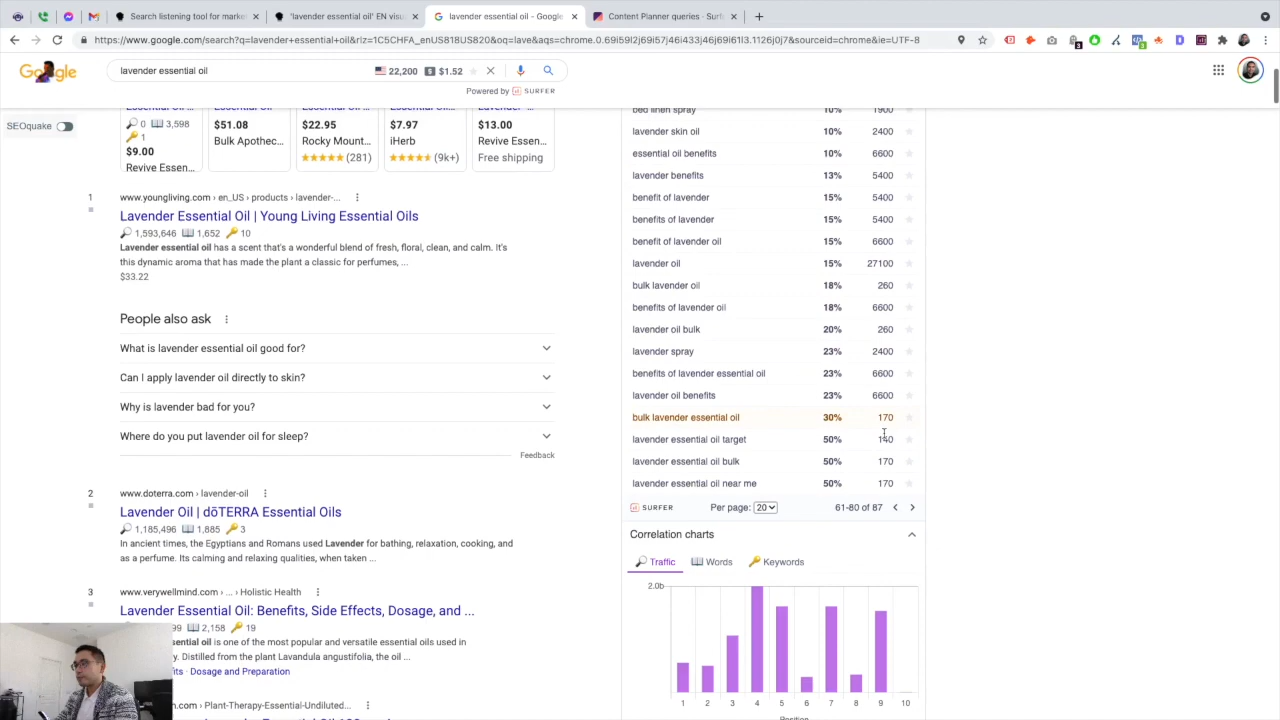 Search listening tool for marke
'lavender essential oil' EN visu
lavender essential oil - Google
Content Planner queries - Surf
https://www.google.com/search?q=lavender+essential+oil&rlz=1C5CHFA_enUS818US820&oq=lave&aqs=chrome.0.69i59l2j69i57j46i433j46j69i61l3.1126j0j7&sourceid=chrome&ie=UTF-8
lavender essential oil
22,200
$1.52
Powered by SURFER
SEOquake
0 3,598
1
$9.00
Revive Essen...
$51.08
Bulk Apothec...
$22.95
Rocky Mount...
(281)
$7.97
iHerb
(9k+)
$13.00
Revive Essen...
Free shipping
1
www.youngliving.com › en_US › products › lavender-...
Lavender Essential Oil | Young Living Essential Oils
1,593,646 1,652 10
Lavender essential oil has a scent that's a wonderful blend of fresh, floral, clean, and calm. It's
this dynamic aroma that has made the plant a classic for perfumes, ...
$33.22
People also ask
What is lavender essential oil good for?
Can I apply lavender oil directly to skin?
Why is lavender bad for you?
Where do you put lavender oil for sleep?
Feedback
2
www.doterra.com › lavender-oil
Lavender Oil | dōTERRA Essential Oils
1,185,496 1,885 3
In ancient times, the Egyptians and Romans used Lavender for bathing, relaxation, cooking, and
as a perfume. Its calming and relaxing qualities, when taken ...
3
www.verywellmind.com › ... › Holistic Health
Lavender Essential Oil: Benefits, Side Effects, Dosage, and ...
99 2,158 19
sential oil is one of the most popular and versatile essential oils used in
y. Distilled from the plant Lavandula angustifolia, the oil ...
fits · Dosage and Preparation
n.com › Plant-Therapy-Essential-Undiluted...
bed linen spray 10% 1900
lavender skin oil 10% 2400
essential oil benefits 10% 6600
lavender benefits 13% 5400
benefit of lavender 15% 5400
benefits of lavender 15% 5400
benefit of lavender oil 15% 6600
lavender oil 15% 27100
bulk lavender oil 18% 260
benefits of lavender oil 18% 6600
lavender oil bulk 20% 260
lavender spray 23% 2400
benefits of lavender essential oil 23% 6600
lavender oil benefits 23% 6600
bulk lavender essential oil 30% 170
lavender essential oil target 50% 140
lavender essential oil bulk 50% 170
lavender essential oil near me 50% 170
SURFER Per page: 20 61-80 of 87
Correlation charts
Traffic Words Keywords
2.0b
1 2 3 4 5 6 7 8 9 10
Position